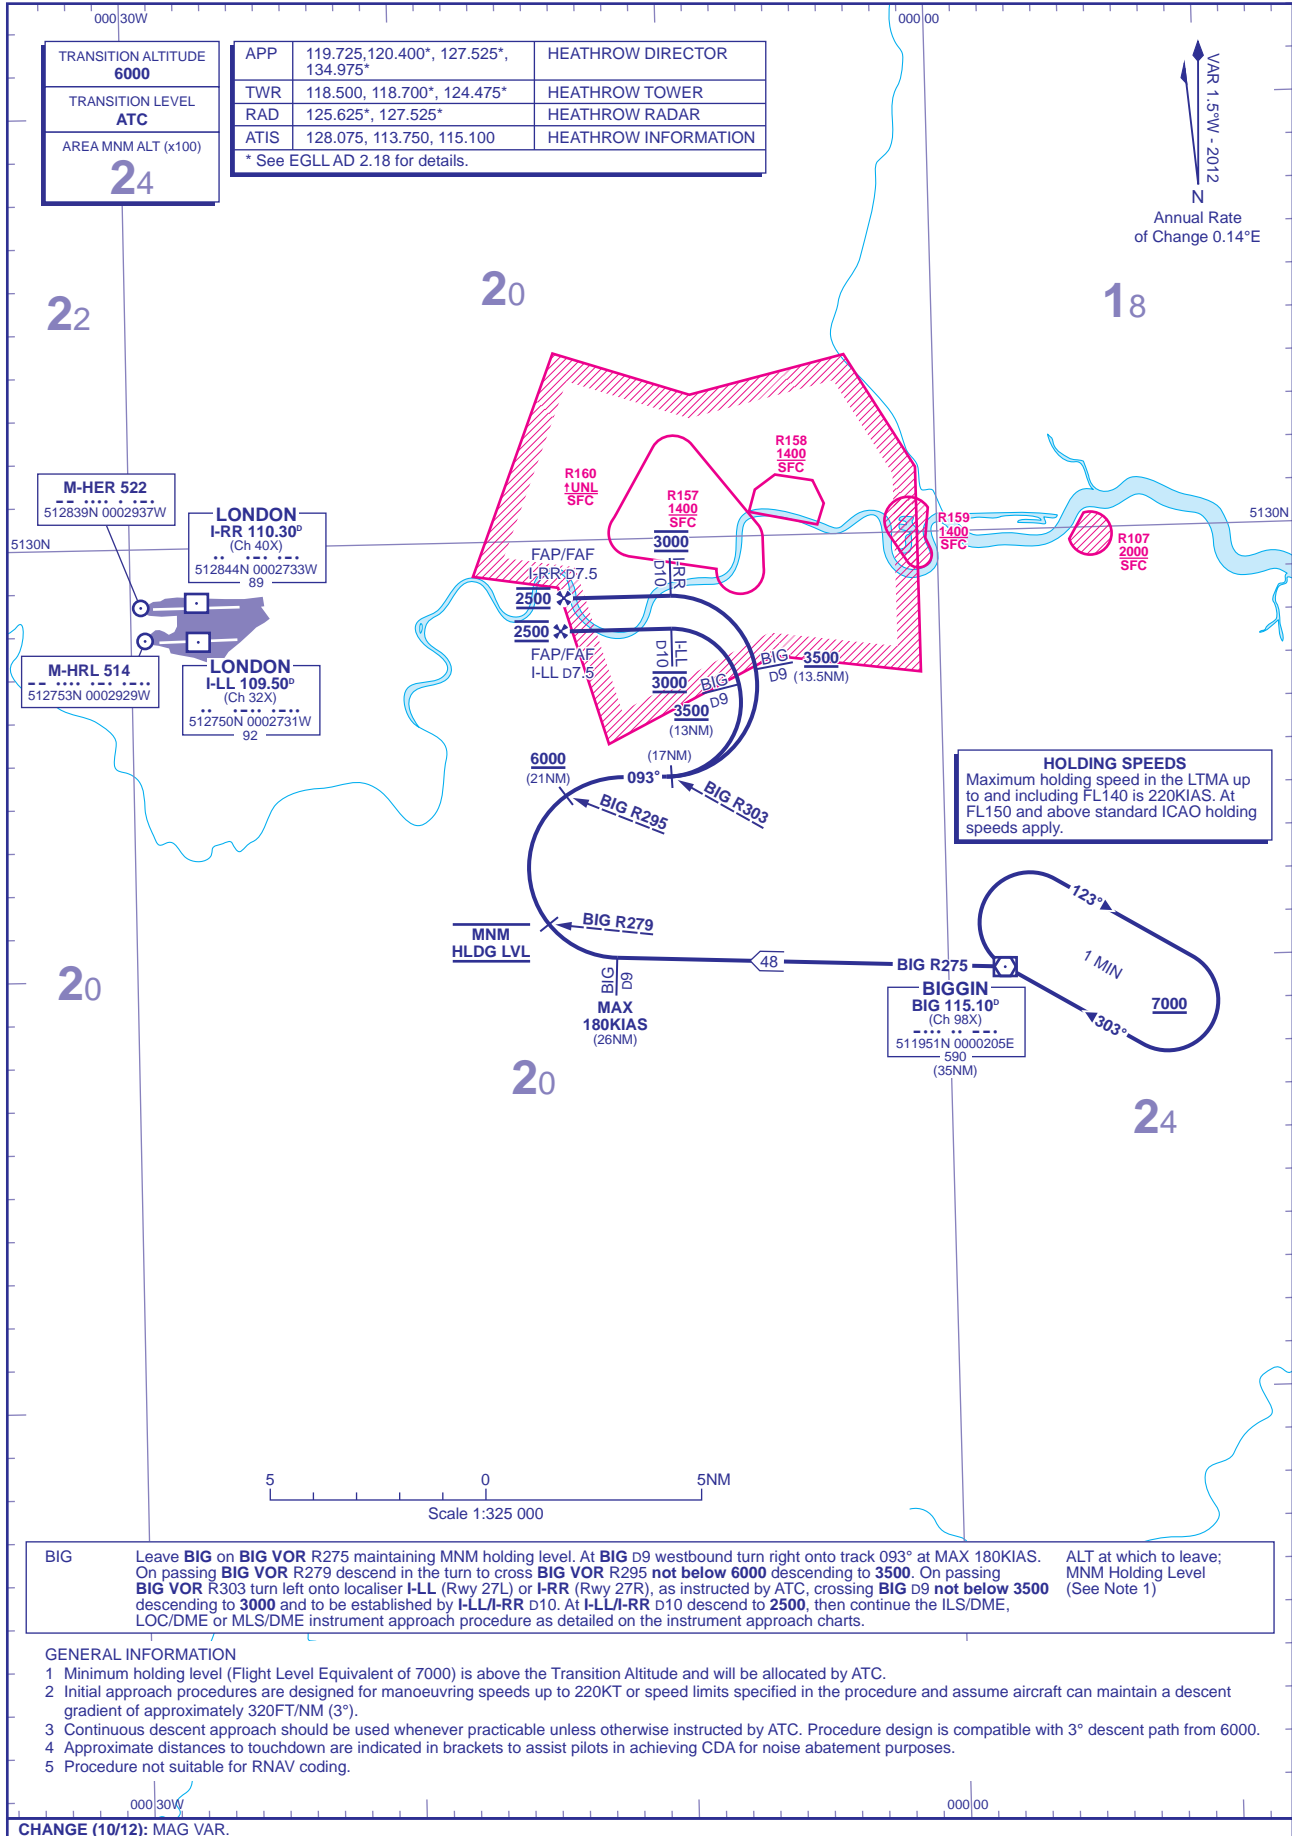 000 30W
000 00
TRANSITION ALTITUDE
6000
TRANSITION LEVEL
ATC
AREA MNM ALT (x100)
24
APP 119.725,120.400*, 127.525*, HEATHROW DIRECTOR
134.975*
TWR 118.500, 118.700*, 124.475* HEATHROW TOWER
RAD 125.625*, 127.525* HEATHROW RADAR
ATIS 128.075, 113.750, 115.100 HEATHROW INFORMATION
* See EGLL AD 2.18 for details.
VAR 1.5°W - 2012
N
Annual Rate
of Change 0.14°E
22
20
18
R160
↑UNL
SFC
R157
1400
SFC
R158
1400
SFC
R159
1400
SFC
R107
2000
SFC
5130N
5130N
M-HER 522
-- •••• • •-•
512839N 0002937W
LONDON
I-RR 110.30D
(Ch 40X)
•• •-• •-•
512844N 0002733W
89
M-HRL 514
-- •••• •-• •-••
512753N 0002929W
LONDON
I-LL 109.50D
(Ch 32X)
•• •-•• •-••
512750N 0002731W
92
FAP/FAF
I-RR D7.5
2500
3000
I-RR
D10
2500
FAP/FAF
I-LL D7.5
I-LL
D10
3000
BIG
D9
3500
(13.5NM)
BIG
D9
3500
(13NM)
(17NM)
6000
(21NM)
093°
BIG R295
BIG R303
BIG R279
MNM
HLDG LVL
BIG
D9
MAX
180KIAS
(26NM)
48
BIG R275
HOLDING SPEEDS
Maximum holding speed in the LTMA up
to and including FL140 is 220KIAS. At
FL150 and above standard ICAO holding
speeds apply.
123°
1 MIN
7000
303°
BIGGIN
BIG 115.10D
(Ch 98X)
-••• •• --•
511951N 0000205E
590
(35NM)
20
20
24
5 0 5NM
Scale 1:325 000
BIG Leave BIG on BIG VOR R275 maintaining MNM holding level. At BIG D9 westbound turn right onto track 093° at MAX 180KIAS. ALT at which to leave;
On passing BIG VOR R279 descend in the turn to cross BIG VOR R295 not below 6000 descending to 3500. On passing MNM Holding Level
BIG VOR R303 turn left onto localiser I-LL (Rwy 27L) or I-RR (Rwy 27R), as instructed by ATC, crossing BIG D9 not below 3500 (See Note 1)
descending to 3000 and to be established by I-LL/I-RR D10. At I-LL/I-RR D10 descend to 2500, then continue the ILS/DME,
LOC/DME or MLS/DME instrument approach procedure as detailed on the instrument approach charts.
GENERAL INFORMATION
1 Minimum holding level (Flight Level Equivalent of 7000) is above the Transition Altitude and will be allocated by ATC.
2 Initial approach procedures are designed for manoeuvring speeds up to 220KT or speed limits specified in the procedure and assume aircraft can maintain a descent
gradient of approximately 320FT/NM (3°).
3 Continuous descent approach should be used whenever practicable unless otherwise instructed by ATC. Procedure design is compatible with 3° descent path from 6000.
4 Approximate distances to touchdown are indicated in brackets to assist pilots in achieving CDA for noise abatement purposes.
5 Procedure not suitable for RNAV coding.
000 30W
000 00
CHANGE (10/12): MAG VAR.